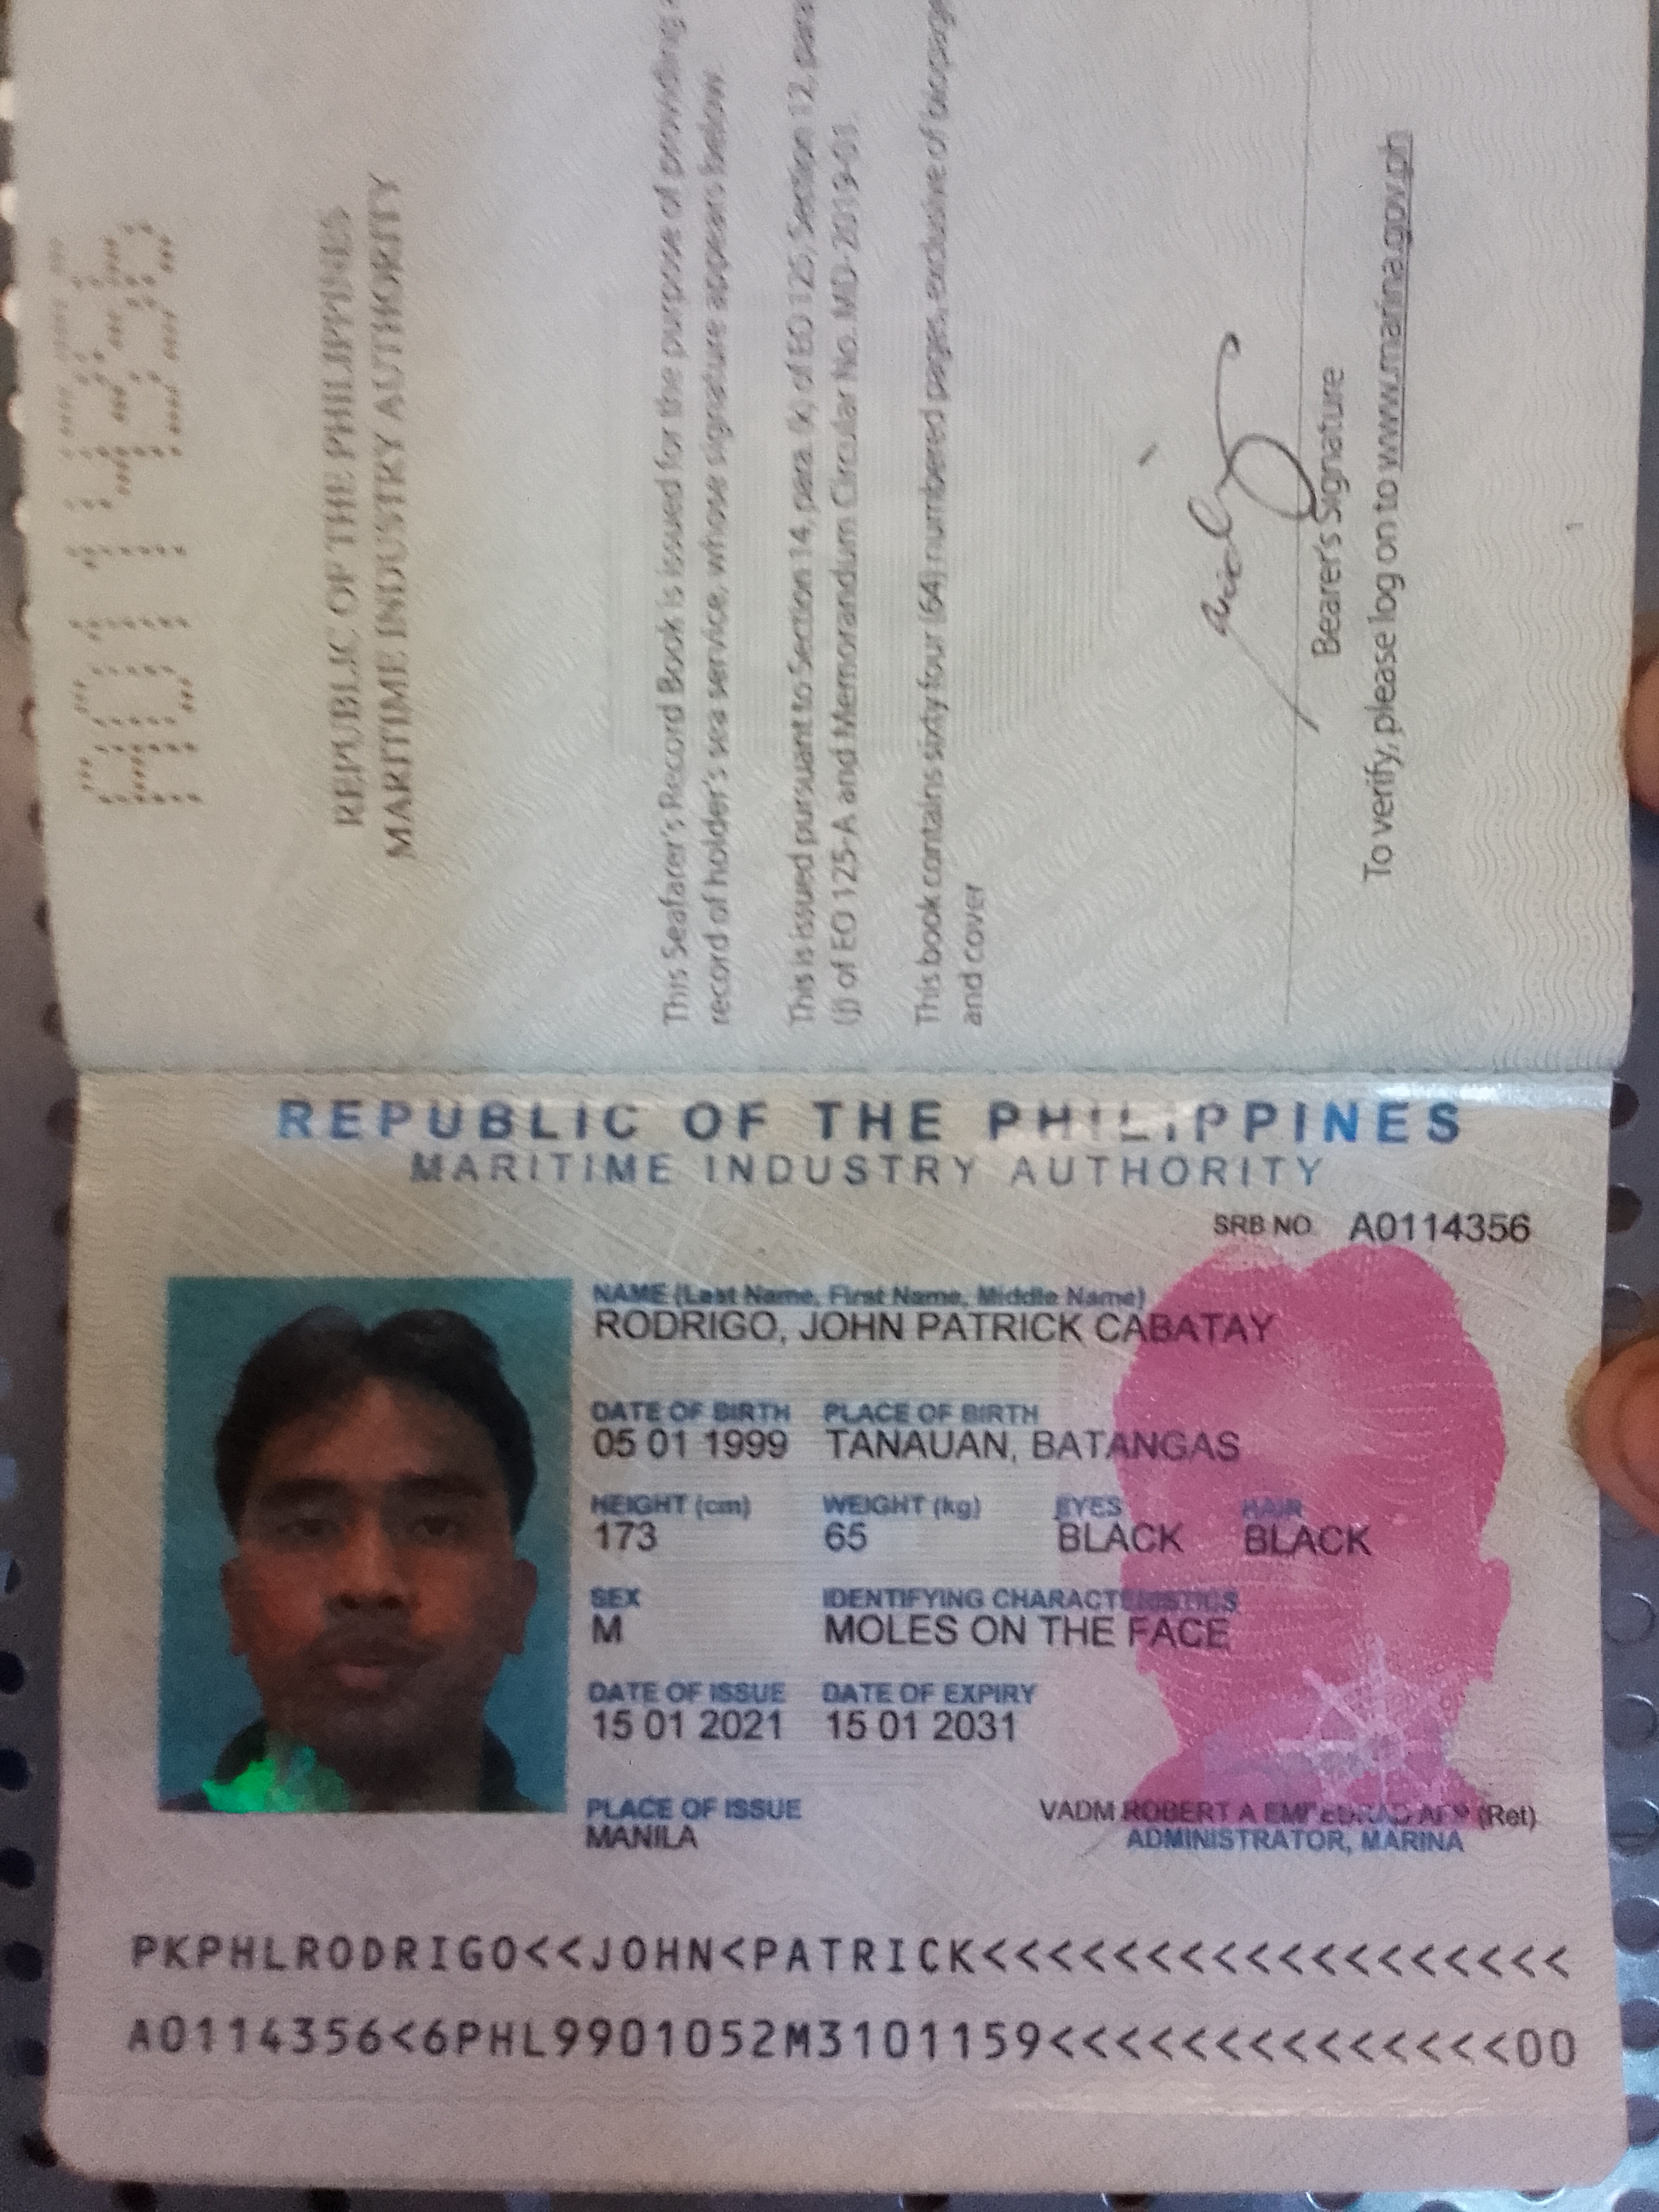 A0114356
REPUBLIC OF THE PHILIPPINES
MARITIME INDUSTRY AUTHORITY
This Seafarer's Record Book is issued for the purpose of providing
record of holder's sea service, whose signature appears below.
This is issued pursuant to Section 14, para. (k) of EO 125, Section 12, para
(j) of EO 125-A and Memorandum Circular No. MD-2019-01.
This book contains sixty four (64) numbered pages, exclusive of
and cover
Bearer's Signature
To verify, please log on to www.marina.gov.ph
1
REPUBLIC OF THE PHILIPPINES
MARITIME INDUSTRY AUTHORITY
SRB NO. A0114356
NAME (Last Name, First Name, Middle Name)
RODRIGO, JOHN PATRICK CABATAY
DATE OF BIRTH PLACE OF BIRTH
05 01 1999 TANAUAN, BATANGAS
HEIGHT (cm) WEIGHT (kg) EYES HAIR
173 65 BLACK BLACK
SEX IDENTIFYING CHARACTERISTICS
M MOLES ON THE FACE
DATE OF ISSUE DATE OF EXPIRY
15 01 2021 15 01 2031
PLACE OF ISSUE
MANILA
VADM ROBERT A EMPEDRAD AFP (Ret)
ADMINISTRATOR, MARINA
PKPHLRODRIGO<<JOHN<PATRICK<<<<<<<<<<<<<<<<<<
A0114356<6PHL9901052M3101159<<<<<<<<<<<<<<00